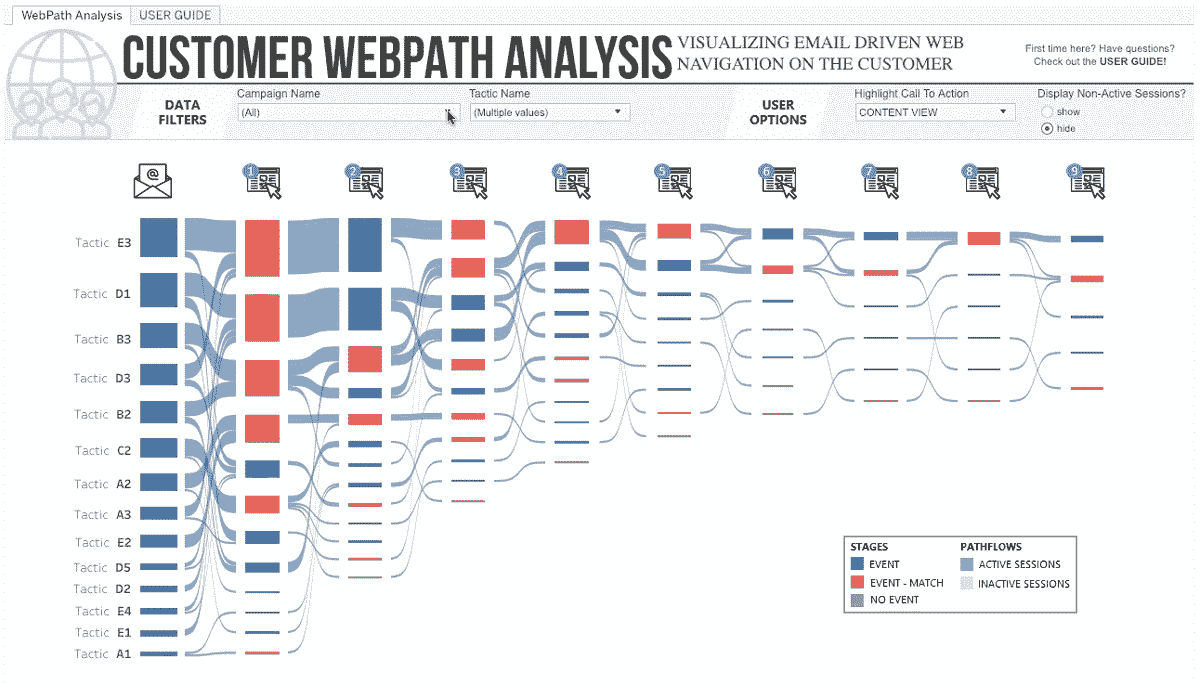 WebPath Analysis
USER GUIDE
CUSTOMER WEBPATH ANALYSIS
VISUALIZING EMAIL DRIVEN WEB
NAVIGATION ON THE CUSTOMER
First time here? Have questions?
Check out the USER GUIDE!
DATA
FILTERS
Campaign Name
(All)
Tactic Name
(Multiple values)
USER
OPTIONS
Highlight Call To Action
CONTENT VIEW
Display Non-Active Sessions?
show
hide
@
1
2
3
4
5
6
7
8
9
Tactic E3
Tactic D1
Tactic B3
Tactic D3
Tactic B2
Tactic C2
Tactic A2
Tactic A3
Tactic E2
Tactic D5
Tactic D2
Tactic E4
Tactic E1
Tactic A1
STAGES
EVENT
EVENT - MATCH
NO EVENT
PATHFLOWS
ACTIVE SESSIONS
INACTIVE SESSIONS